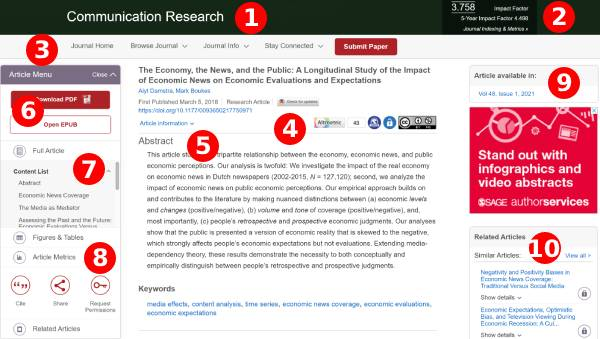 Communication Research
1
3.758 Impact Factor
5-Year Impact Factor 4.498
Journal Indexing & Metrics »
2
3
Journal Home
Browse Journal
Journal Info
Stay Connected
Submit Paper
Article Menu
Close
Download PDF
6
Open EPUB
Full Article
Content List
7
Abstract
Economic News Coverage
The Media as Mediator
Assessing the Past and the Future:
Economic Evaluations Versus
Figures & Tables
Article Metrics
8
Cite
Share
Request
Permissions
Related Articles
The Economy, the News, and the Public: A Longitudinal Study of the Impact
of Economic News on Economic Evaluations and Expectations
Alyt Damstra, Mark Boukes
First Published March 5, 2018 Research Article
Check for updates
https://doi.org/10.1177/0093650217750971
Article information
4
Altmetric
43
Abstract
5
This article stu tripartite relationship between the economy, economic news, and public
economic perceptions. Our analysis is twofold: We investigate the impact of the real economy
on economic news in Dutch newspapers (2002-2015, N = 127,120); second, we analyze the
impact of economic news on public economic perceptions. Our empirical approach builds on
and contributes to the literature by making nuanced distinctions between (a) economic levels
and changes (positive/negative), (b) volume and tone of coverage (positive/negative), and,
most importantly, (c) people's retrospective and prospective economic judgments. Our analyses
show that the public is presented a version of economic reality that is skewed to the negative,
which strongly affects people's economic expectations but not evaluations. Extending media-
dependency theory, these results demonstrate the necessity to both conceptually and
empirically distinguish between people's retrospective and prospective judgments.
Keywords
media effects, content analysis, time series, economic news coverage, economic evaluations,
economic expectations
Article available in:
9
Vol 48, Issue 1, 2021
Stand out with
infographics and
video abstracts
SAGE authorservices
Related Articles
10
Similar Articles:
View all >
Negativity and Positivity Biases in
Economic News Coverage:
Traditional Versus Social Media
Show details
Economic Expectations, Optimistic
Bias, and Television Viewing During
Economic Recession: A Cul...
Show details